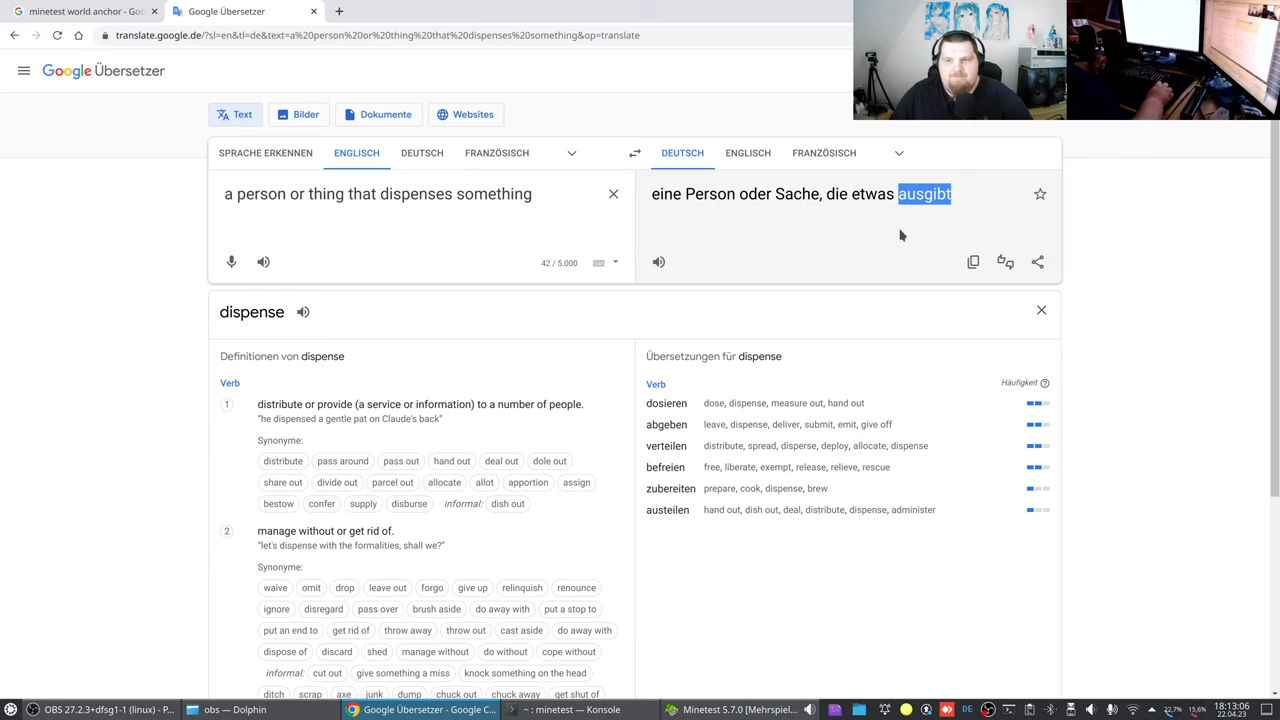 minetest world anchor - Goo
Google Übersetzer
translate.google.de/?sl=en&tl=de&text=a%20person%20or%20thing%20that%20dispenses%20something&op=translate
Google Übersetzer
Text
Bilder
Dokumente
Websites
SPRACHE ERKENNEN
ENGLISCH
DEUTSCH
FRANZÖSISCH
DEUTSCH
ENGLISCH
FRANZÖSISCH
a person or thing that dispenses something
eine Person oder Sache, die etwas ausgibt
42 / 5.000
dispense
Definitionen von dispense
Verb
1
distribute or provide (a service or information) to a number of people.
"he dispensed a gentle pat on Claude's back"
Synonyme:
distribute
pass around
pass out
hand out
deal out
dole out
share out
divide out
parcel out
allocate
allot
apportion
assign
bestow
confer
supply
disburse
informal:
dish out
2
manage without or get rid of.
"let's dispense with the formalities, shall we?"
Synonyme:
waive
omit
drop
leave out
forgo
give up
relinquish
renounce
ignore
disregard
pass over
brush aside
do away with
put a stop to
put an end to
get rid of
throw away
throw out
cast aside
do away with
dispose of
discard
shed
manage without
do without
cope without
informal:
cut out
give something a miss
knock something on the head
ditch
scrap
axe
junk
dump
chuck out
chuck away
get shut of
Übersetzungen für dispense
Verb
Häufigkeit
dosieren
dose, dispense, measure out, hand out
abgeben
leave, dispense, deliver, submit, emit, give off
verteilen
distribute, spread, disperse, deploy, allocate, dispense
befreien
free, liberate, exempt, release, relieve, rescue
zubereiten
prepare, cook, dispense, brew
austeilen
hand out, dish out, deal, distribute, dispense, administer
OBS 27.2.3+dfsg1-1 (linux) - P...
obs — Dolphin
Google Übersetzer - Google C...
~ : minetest — Konsole
Minetest 5.7.0 [Mehrspiel...
DE
22,7%
15,6%
18:13:06
22.04.23